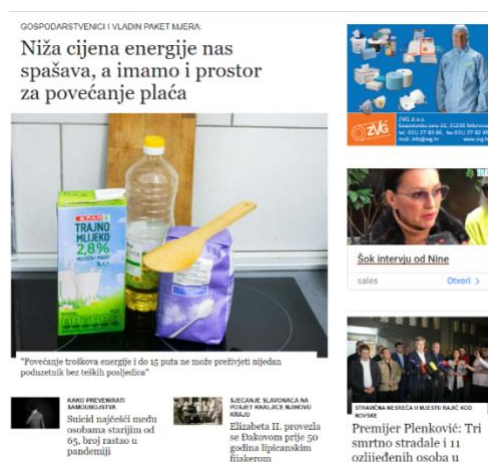 GOSPODARSTVENICI I VLADIN PAKET MJERA:
Niža cijena energije nas
spašava, a imamo i prostor
za povećanje plaća
SPAR
TRAJNO
MLIJEKO
2,8%
"Povećanje troškova energije i do 15 puta ne može preživjeti nijedan
poduzetnik bez teških posljedica"
KAKO PREVENIRATI
SAMOUBOJSTVA
Suicid najčešći među
osobama starijim od
65, broj rastao u
pandemiji
SJEĆANJE SLAVONACA NA
POSJET KRALJICE NJIHOVU
KRAJU
Elizabeta II. provezla
se Đakovom prije 50
godina lipicanskim
fijakerom
ZVG
ZVG d.o.o.
Šok intervju od Nine
sales
Otvori >
STRAVIČNA NESREĆA U MJESTU RAJIĆ KOD
NOVSKE
Premijer Plenković: Tri
smrtno stradale i 11
ozlijeđenih osoba u